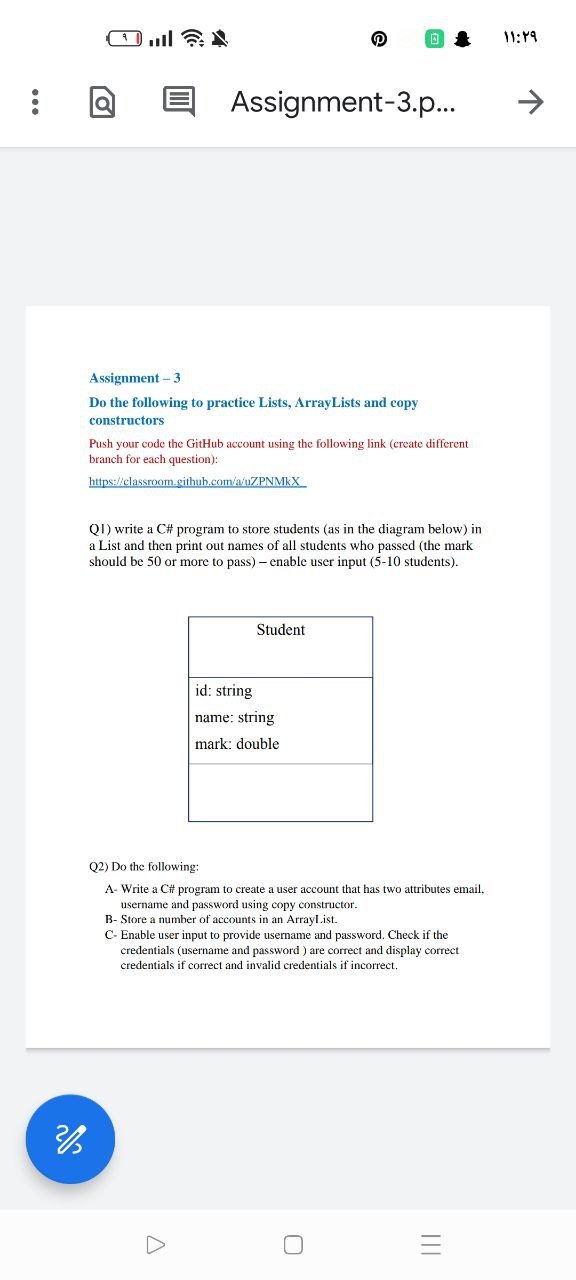 ٩
١١:٢٩
Assignment-3.p...
Assignment – 3
Do the following to practice Lists, ArrayLists and copy
constructors
Push your code the GitHub account using the following link (create different
branch for each question):
https://classroom.github.com/a/uZPNMkX_
Q1) write a C# program to store students (as in the diagram below) in
a List and then print out names of all students who passed (the mark
should be 50 or more to pass) – enable user input (5-10 students).
Student
id: string
name: string
mark: double
Q2) Do the following:
A- Write a C# program to create a user account that has two attributes email,
username and password using copy constructor.
B- Store a number of accounts in an ArrayList.
C- Enable user input to provide username and password. Check if the
credentials (username and password ) are correct and display correct
credentials if correct and invalid credentials if incorrect.